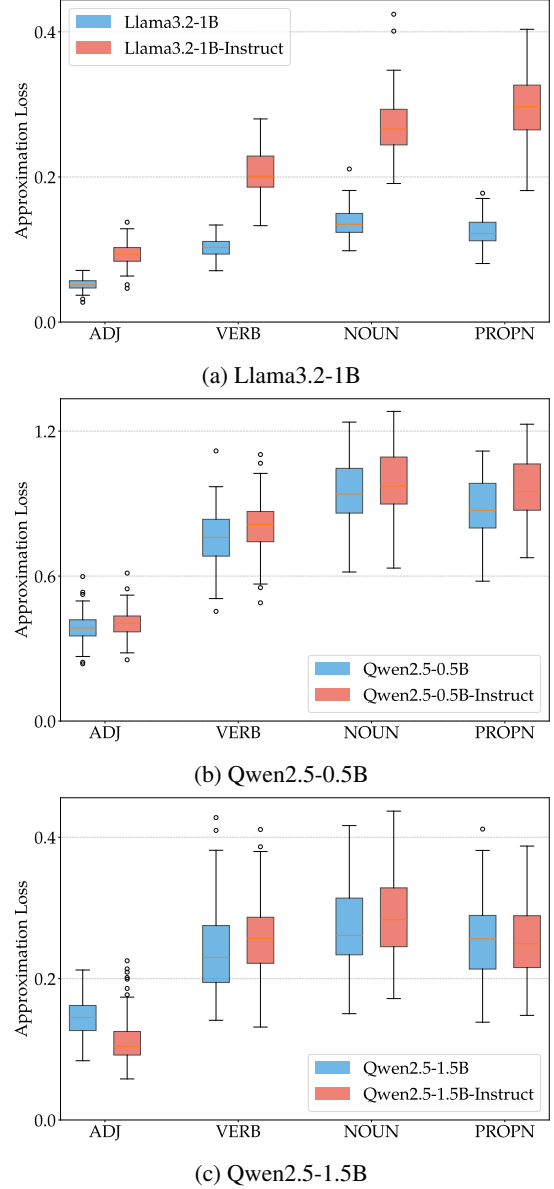 Approximation Loss
0.4
0.2
0.0
Llama3.2-1B
Llama3.2-1B-Instruct
ADJ VERB NOUN PROPN
(a) Llama3.2-1B
Approximation Loss
1.2
0.6
0.0
Qwen2.5-0.5B
Qwen2.5-0.5B-Instruct
ADJ VERB NOUN PROPN
(b) Qwen2.5-0.5B
Approximation Loss
0.4
0.2
0.0
Qwen2.5-1.5B
Qwen2.5-1.5B-Instruct
ADJ VERB NOUN PROPN
(c) Qwen2.5-1.5B